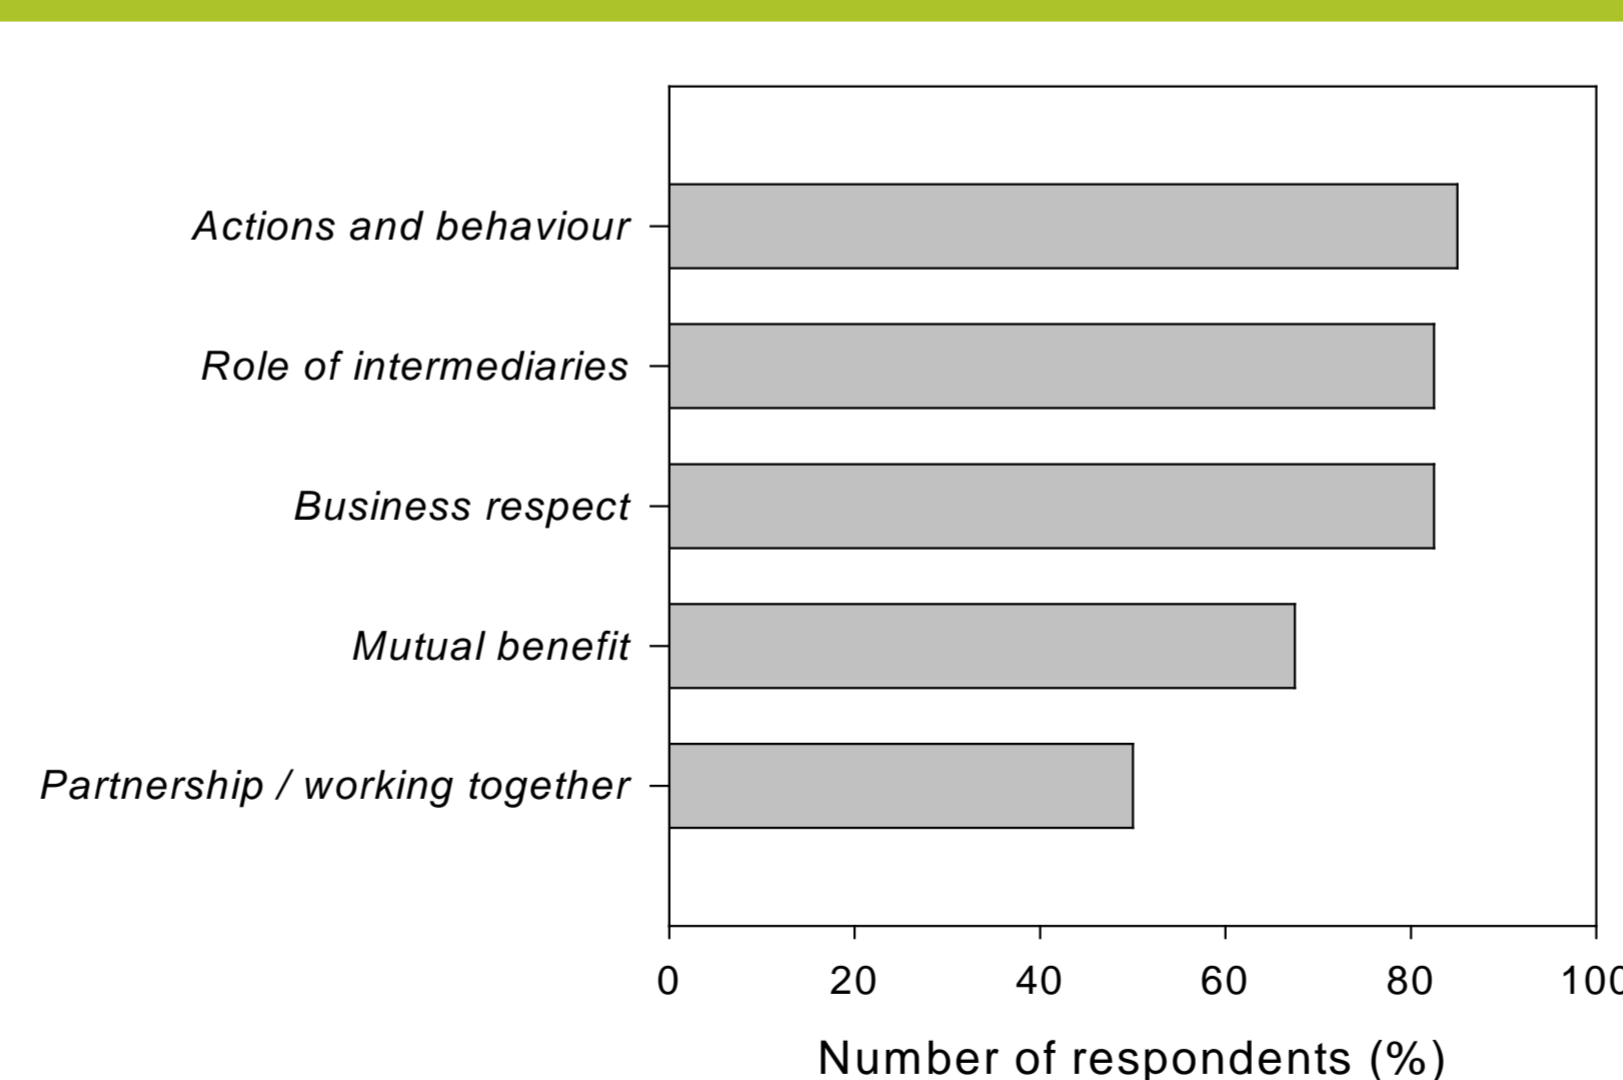 Actions and behaviour
Role of intermediaries
Business respect
Mutual benefit
Partnership / working together
0 20 40 60 80 100
Number of respondents (%)